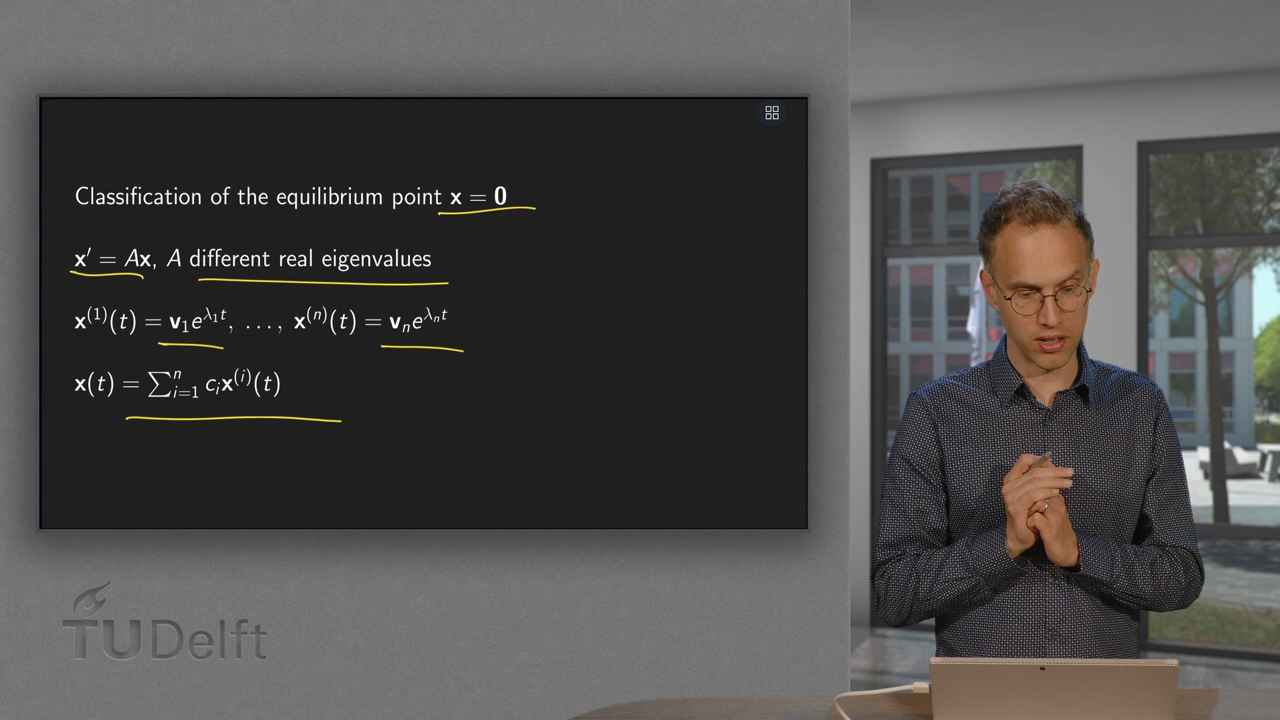 Classification of the equilibrium point x = 0
x′ = Ax, A different real eigenvalues
x⁽¹⁾(t) = v₁e^{λ₁t}, …, x⁽ⁿ⁾(t) = vₙe^{λₙt}
x(t) = ∑ⁿᵢ₌₁ cᵢx⁽ⁱ⁾(t)
TUDelft